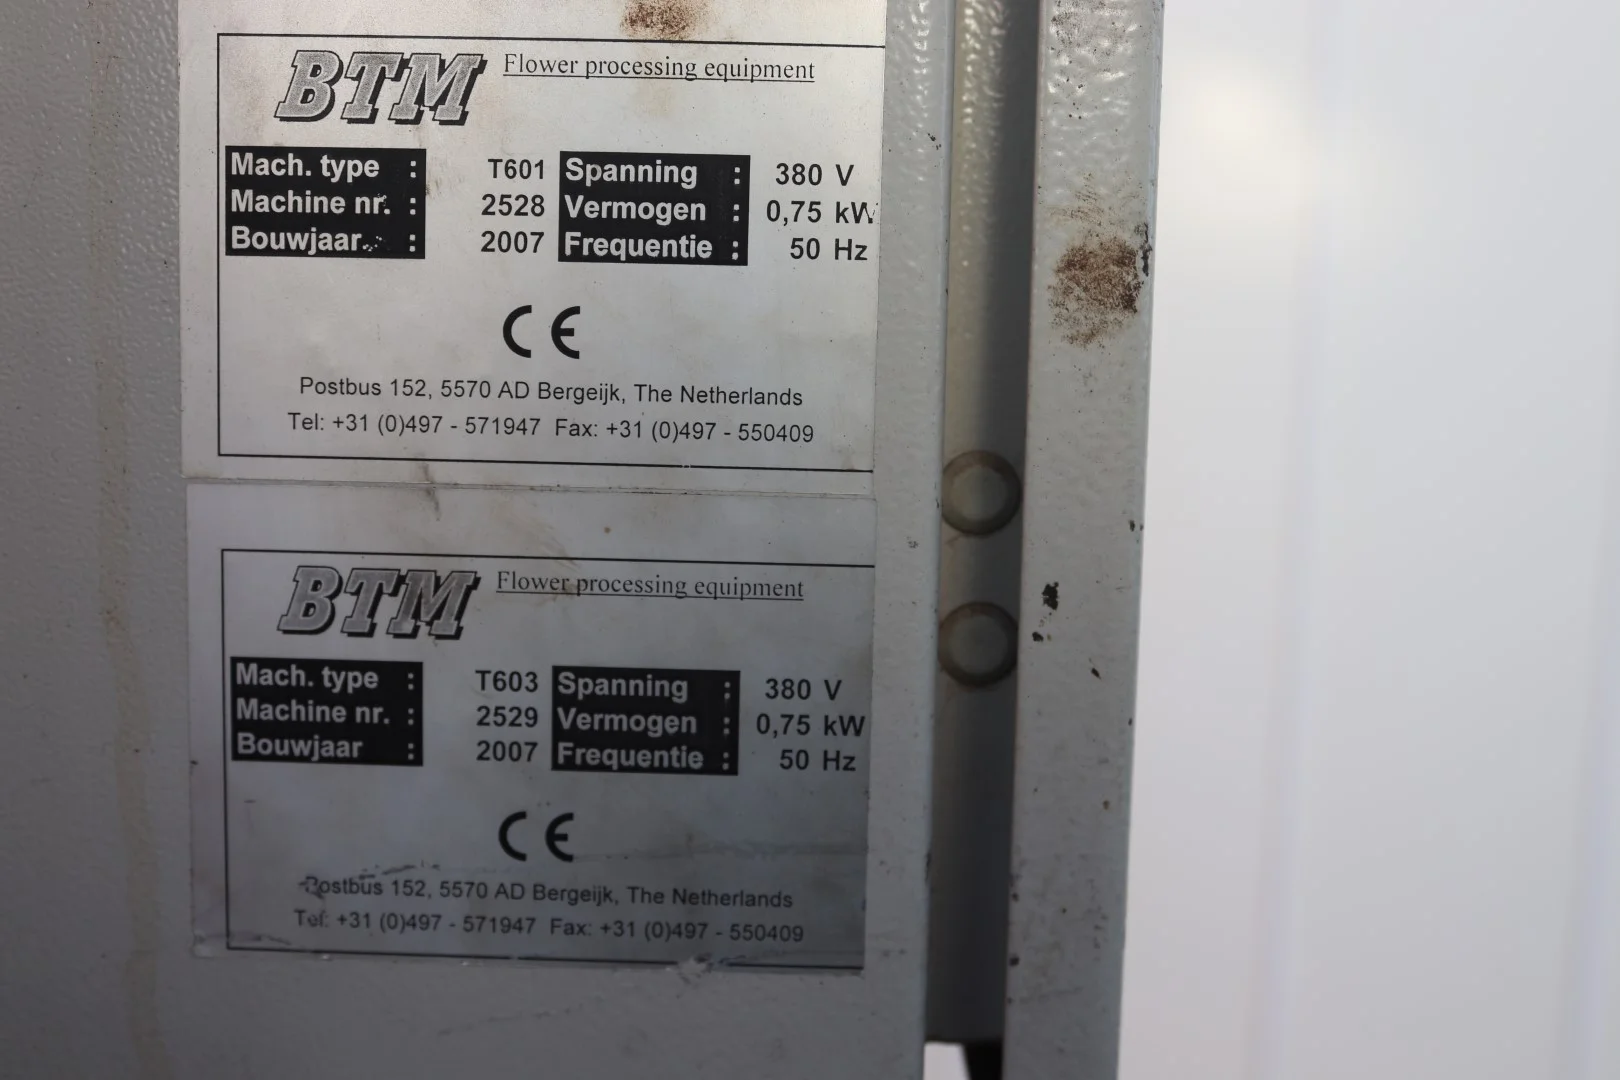 BTM Flower processing equipment
Mach. type : T601 Spanning : 380 V
Machine nr. : 2528 Vermogen : 0,75 kW
Bouwjaar : 2007 Frequentie : 50 Hz
CE
Postbus 152, 5570 AD Bergeijk, The Netherlands
Tel: +31 (0)497 - 571947 Fax: +31 (0)497 - 550409
BTM Flower processing equipment
Mach. type : T603 Spanning : 380 V
Machine nr. : 2529 Vermogen : 0,75 kW
Bouwjaar : 2007 Frequentie : 50 Hz
CE
Postbus 152, 5570 AD Bergeijk, The Netherlands
Tel: +31 (0)497 - 571947 Fax: +31 (0)497 - 550409